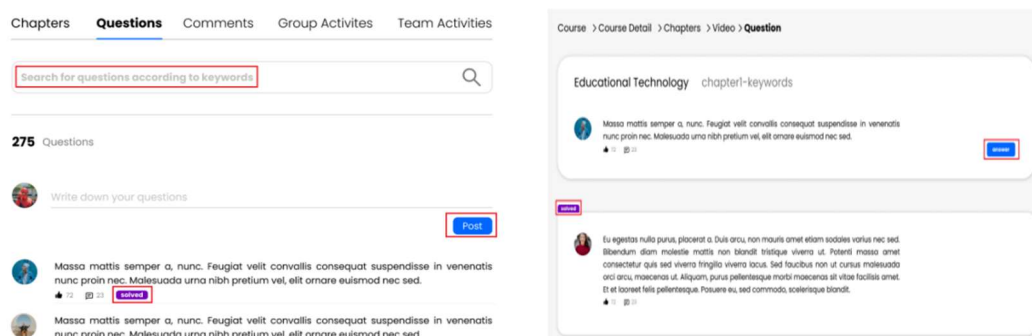 Chapters Questions Comments Group Activites Team Activities
Search for questions according to keywords
275 Questions
Write down your questions
Post
Massa mattis semper a, nunc. Feugiat velit convallis consequat suspendisse in venenatis
nunc proin nec. Malesuada urna nibh pretium vel, elit ornare euismod nec sed.
72 23 solved
Massa mattis semper a, nunc. Feugiat velit convallis consequat suspendisse in venenatis
nunc proin nec. Malesuada urna nibh pretium vel, elit ornare euismod nec sed.
Course > Course Detail > Chapters > Video > Question
Educational Technology chapter1-keywords
Massa mattis semper a, nunc. Feugiat velit convallis consequat suspendisse in venenatis
nunc proin nec. Malesuada urna nibh pretium vel, elit ornare euismod nec sed.
answer
solved
Eu egestas nulla purus, placerat a. Duis arcu, non mauris amet etiam sodales varius nec sed.
Bibendum diam molestie mattis non blandit tristique viverra ut. Potenti massa amet
consectetur quis sed viverra fringilla viverra lacus. Sed faucibus non ut cursus malesuada
orci arcu, maecenas ut. Aliquam, purus pellentesque morbi maecenas sit vitae facilisis amet.
Et et laoreet felis pellentesque. Posuere eu, sed commodo, scelerisque blandit.